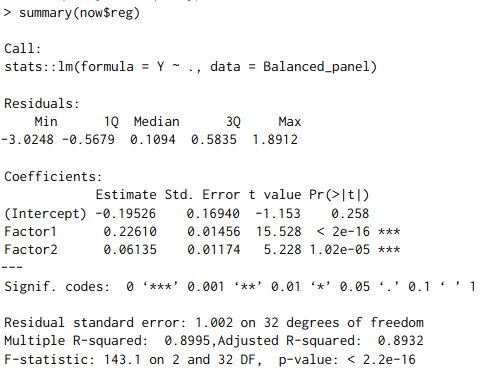 > summary(now$reg)
Call:
stats::lm(formula = Y ~ ., data = Balanced_panel)
Residuals:
    Min      1Q  Median      3Q     Max
-3.0248 -0.5679  0.1094  0.5835  1.8912
Coefficients:
            Estimate Std. Error t value Pr(>|t|)
(Intercept) -0.19526    0.16940  -1.153    0.258
Factor1      0.22610    0.01456  15.528  < 2e-16 ***
Factor2      0.06135    0.01174   5.228 1.02e-05 ***
---
Signif. codes:  0 ‘***’ 0.001 ‘**’ 0.01 ‘*’ 0.05 ‘.’ 0.1 ‘ ’ 1
Residual standard error: 1.002 on 32 degrees of freedom
Multiple R-squared:  0.8995,Adjusted R-squared:  0.8932
F-statistic: 143.1 on 2 and 32 DF,  p-value: < 2.2e-16